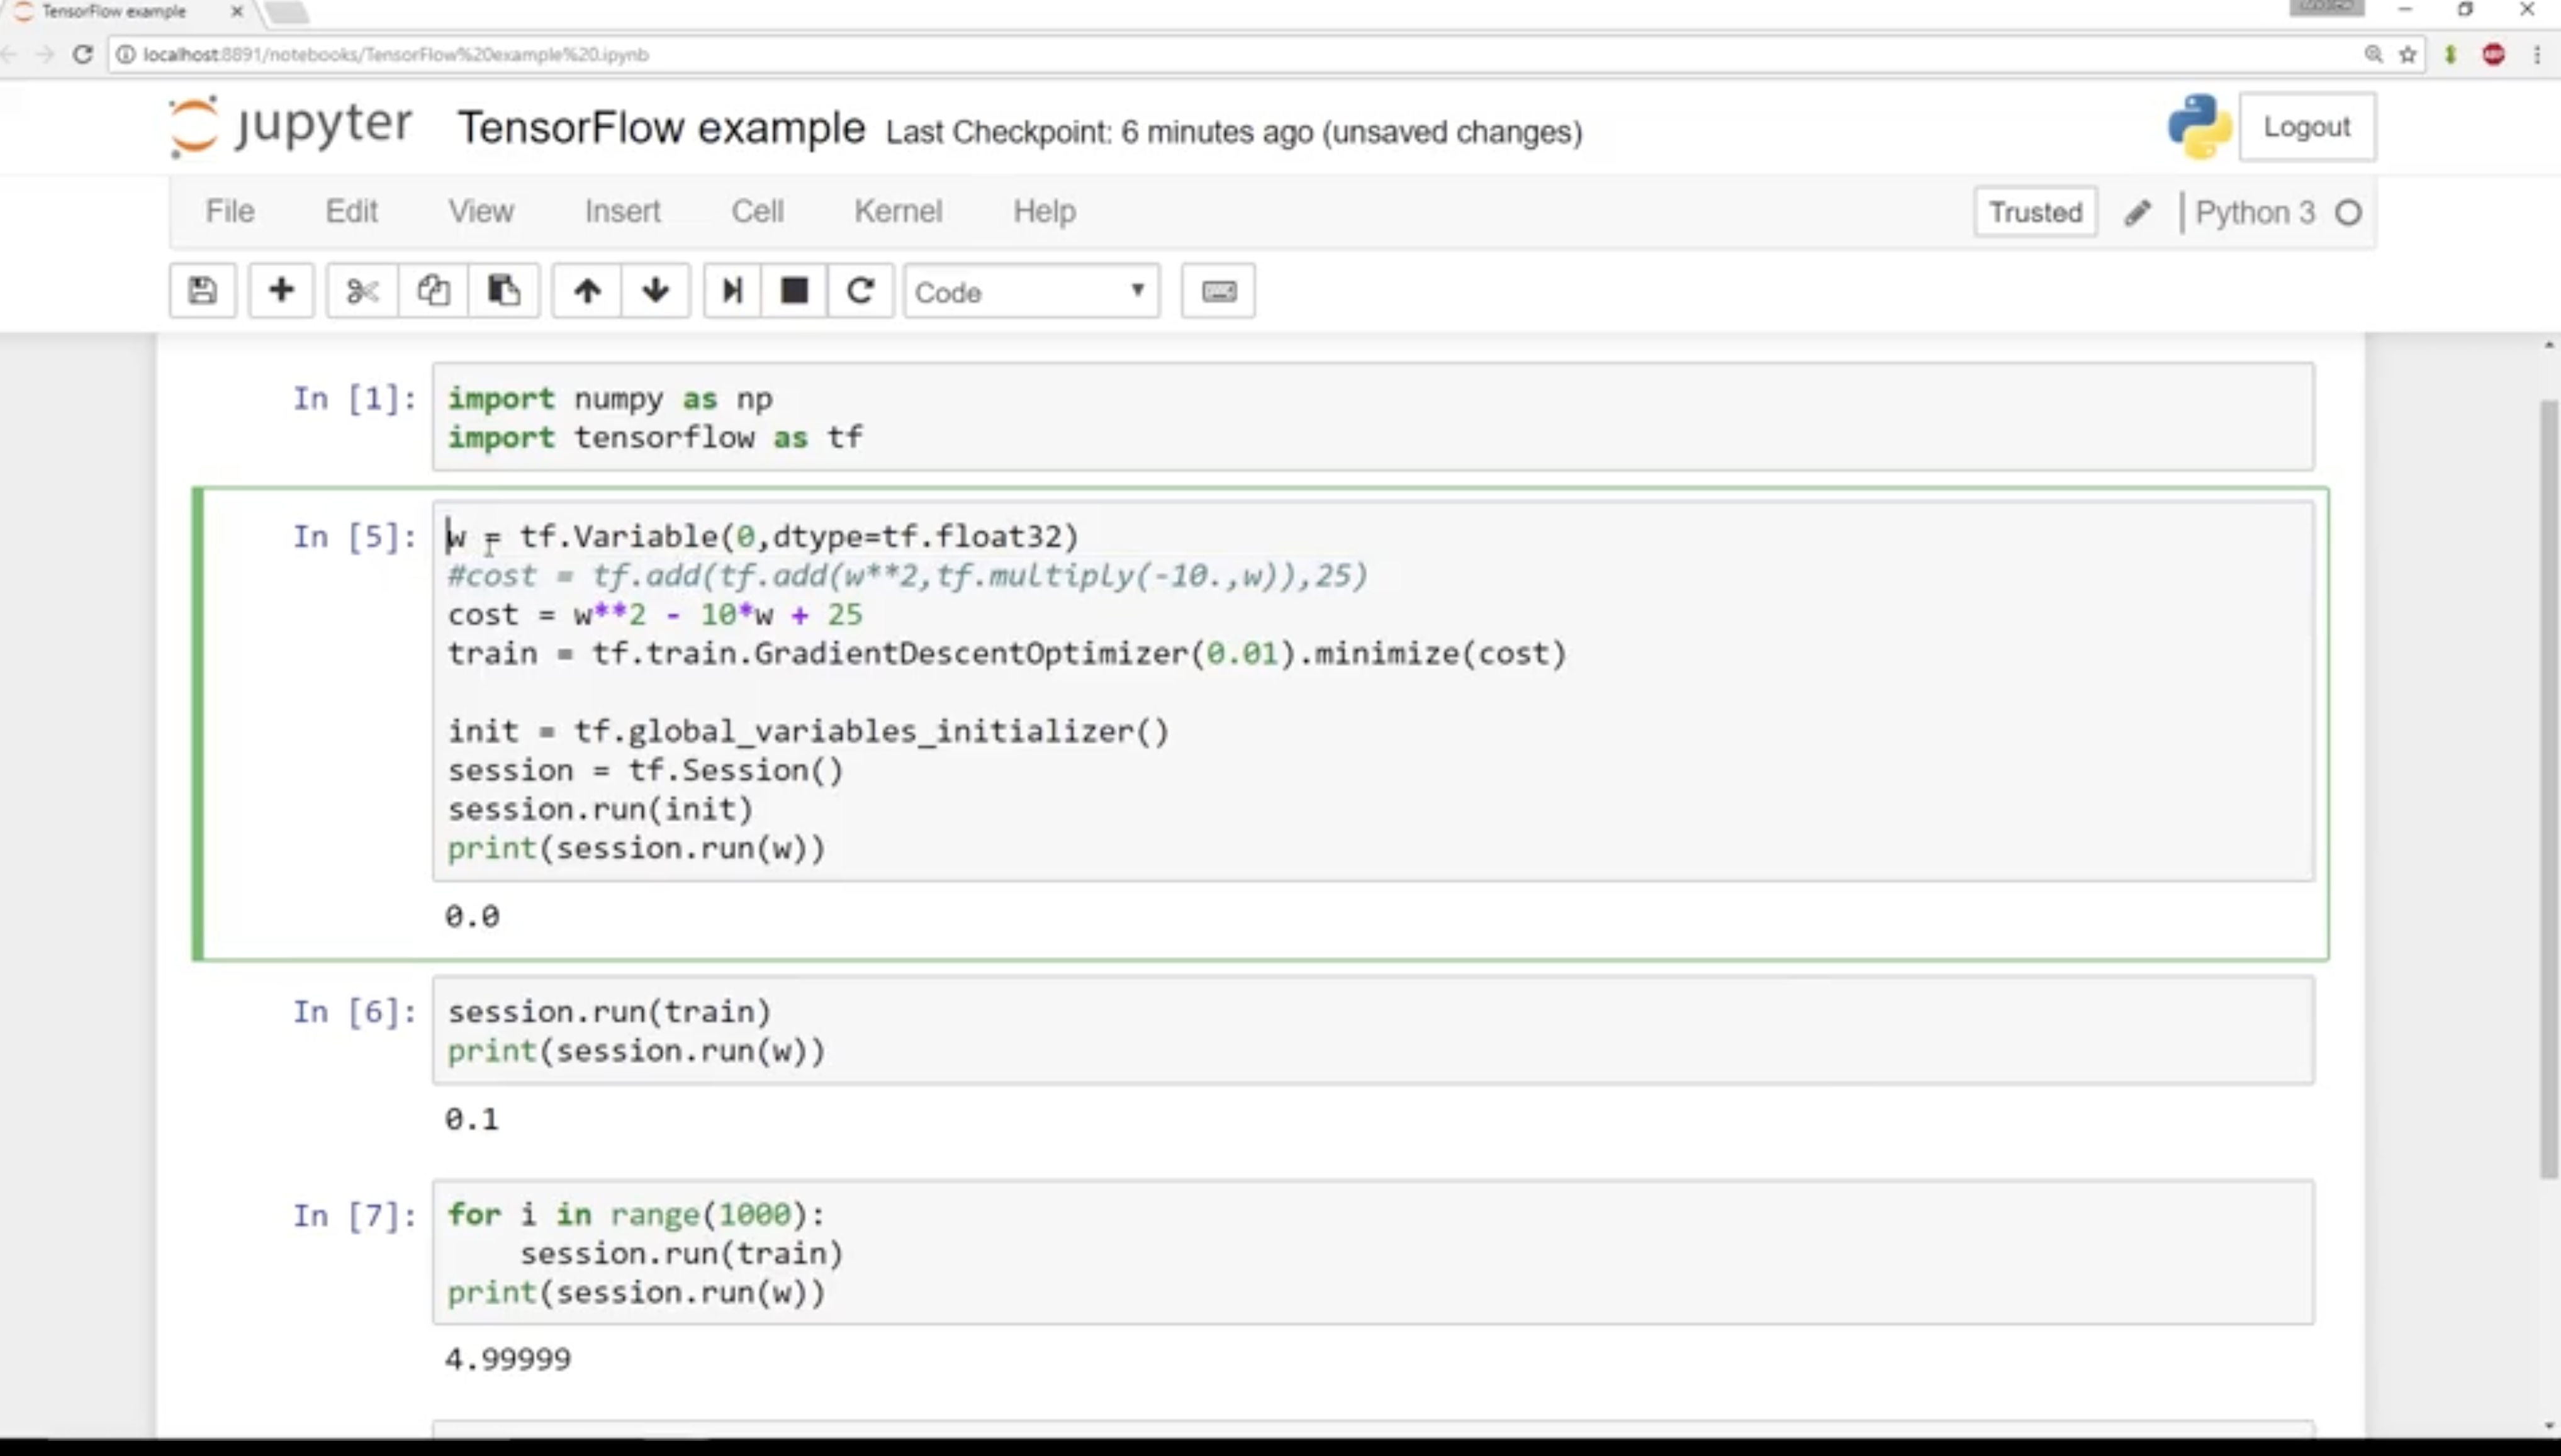 TensorFlow example
localhost:8891/notebooks/TensorFlow%20example%20.ipynb
jupyter TensorFlow example Last Checkpoint: 6 minutes ago (unsaved changes) Logout
File Edit View Insert Cell Kernel Help Trusted Python 3
Code
In [1]: import numpy as np
import tensorflow as tf
In [5]: w = tf.Variable(0,dtype=tf.float32)
#cost = tf.add(tf.add(w**2,tf.multiply(-10.,w)),25)
cost = w**2 - 10*w + 25
train = tf.train.GradientDescentOptimizer(0.01).minimize(cost)
init = tf.global_variables_initializer()
session = tf.Session()
session.run(init)
print(session.run(w))
0.0
In [6]: session.run(train)
print(session.run(w))
0.1
In [7]: for i in range(1000):
session.run(train)
print(session.run(w))
4.99999